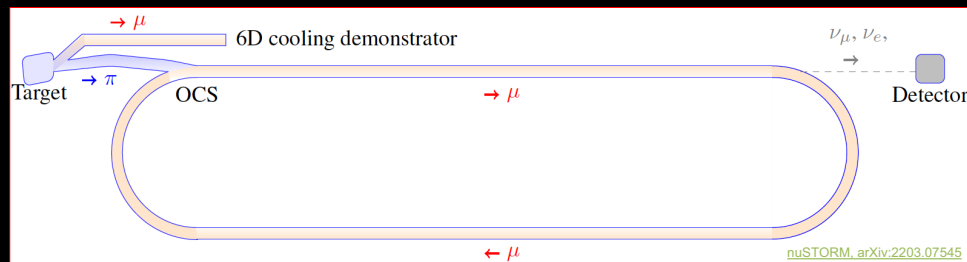 → μ
6D cooling demonstrator
ν_μ, ν_e,
→
Target
→ π
OCS
→ μ
Detector
← μ
nuSTORM, arXiv:2203.07545